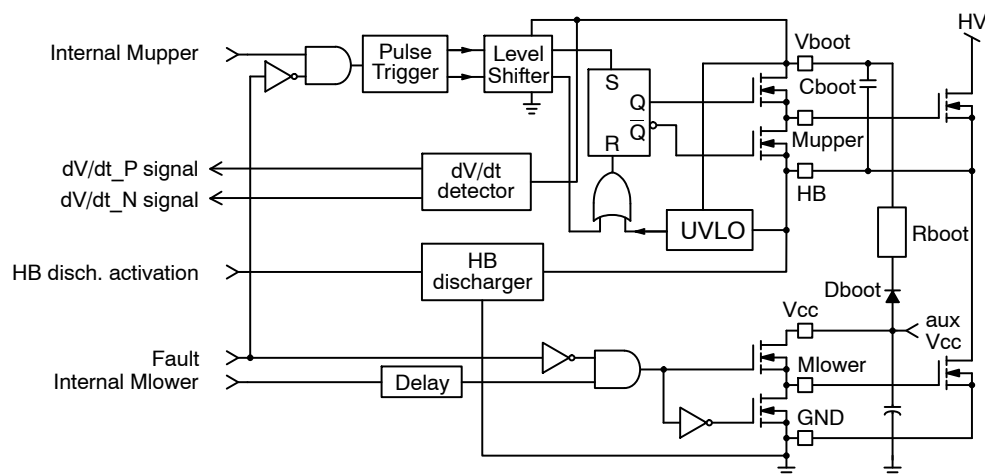 HV
Internal Mupper
Pulse
Trigger
Level
Shifter
Vboot
Cboot
S
Q
Q̅
R
Mupper
HB
dV/dt_P signal
dV/dt_N signal
dV/dt
detector
UVLO
Rboot
HB disch. activation
HB
discharger
Dboot
Vcc
aux
Vcc
Fault
Internal Mlower
Delay
Mlower
GND